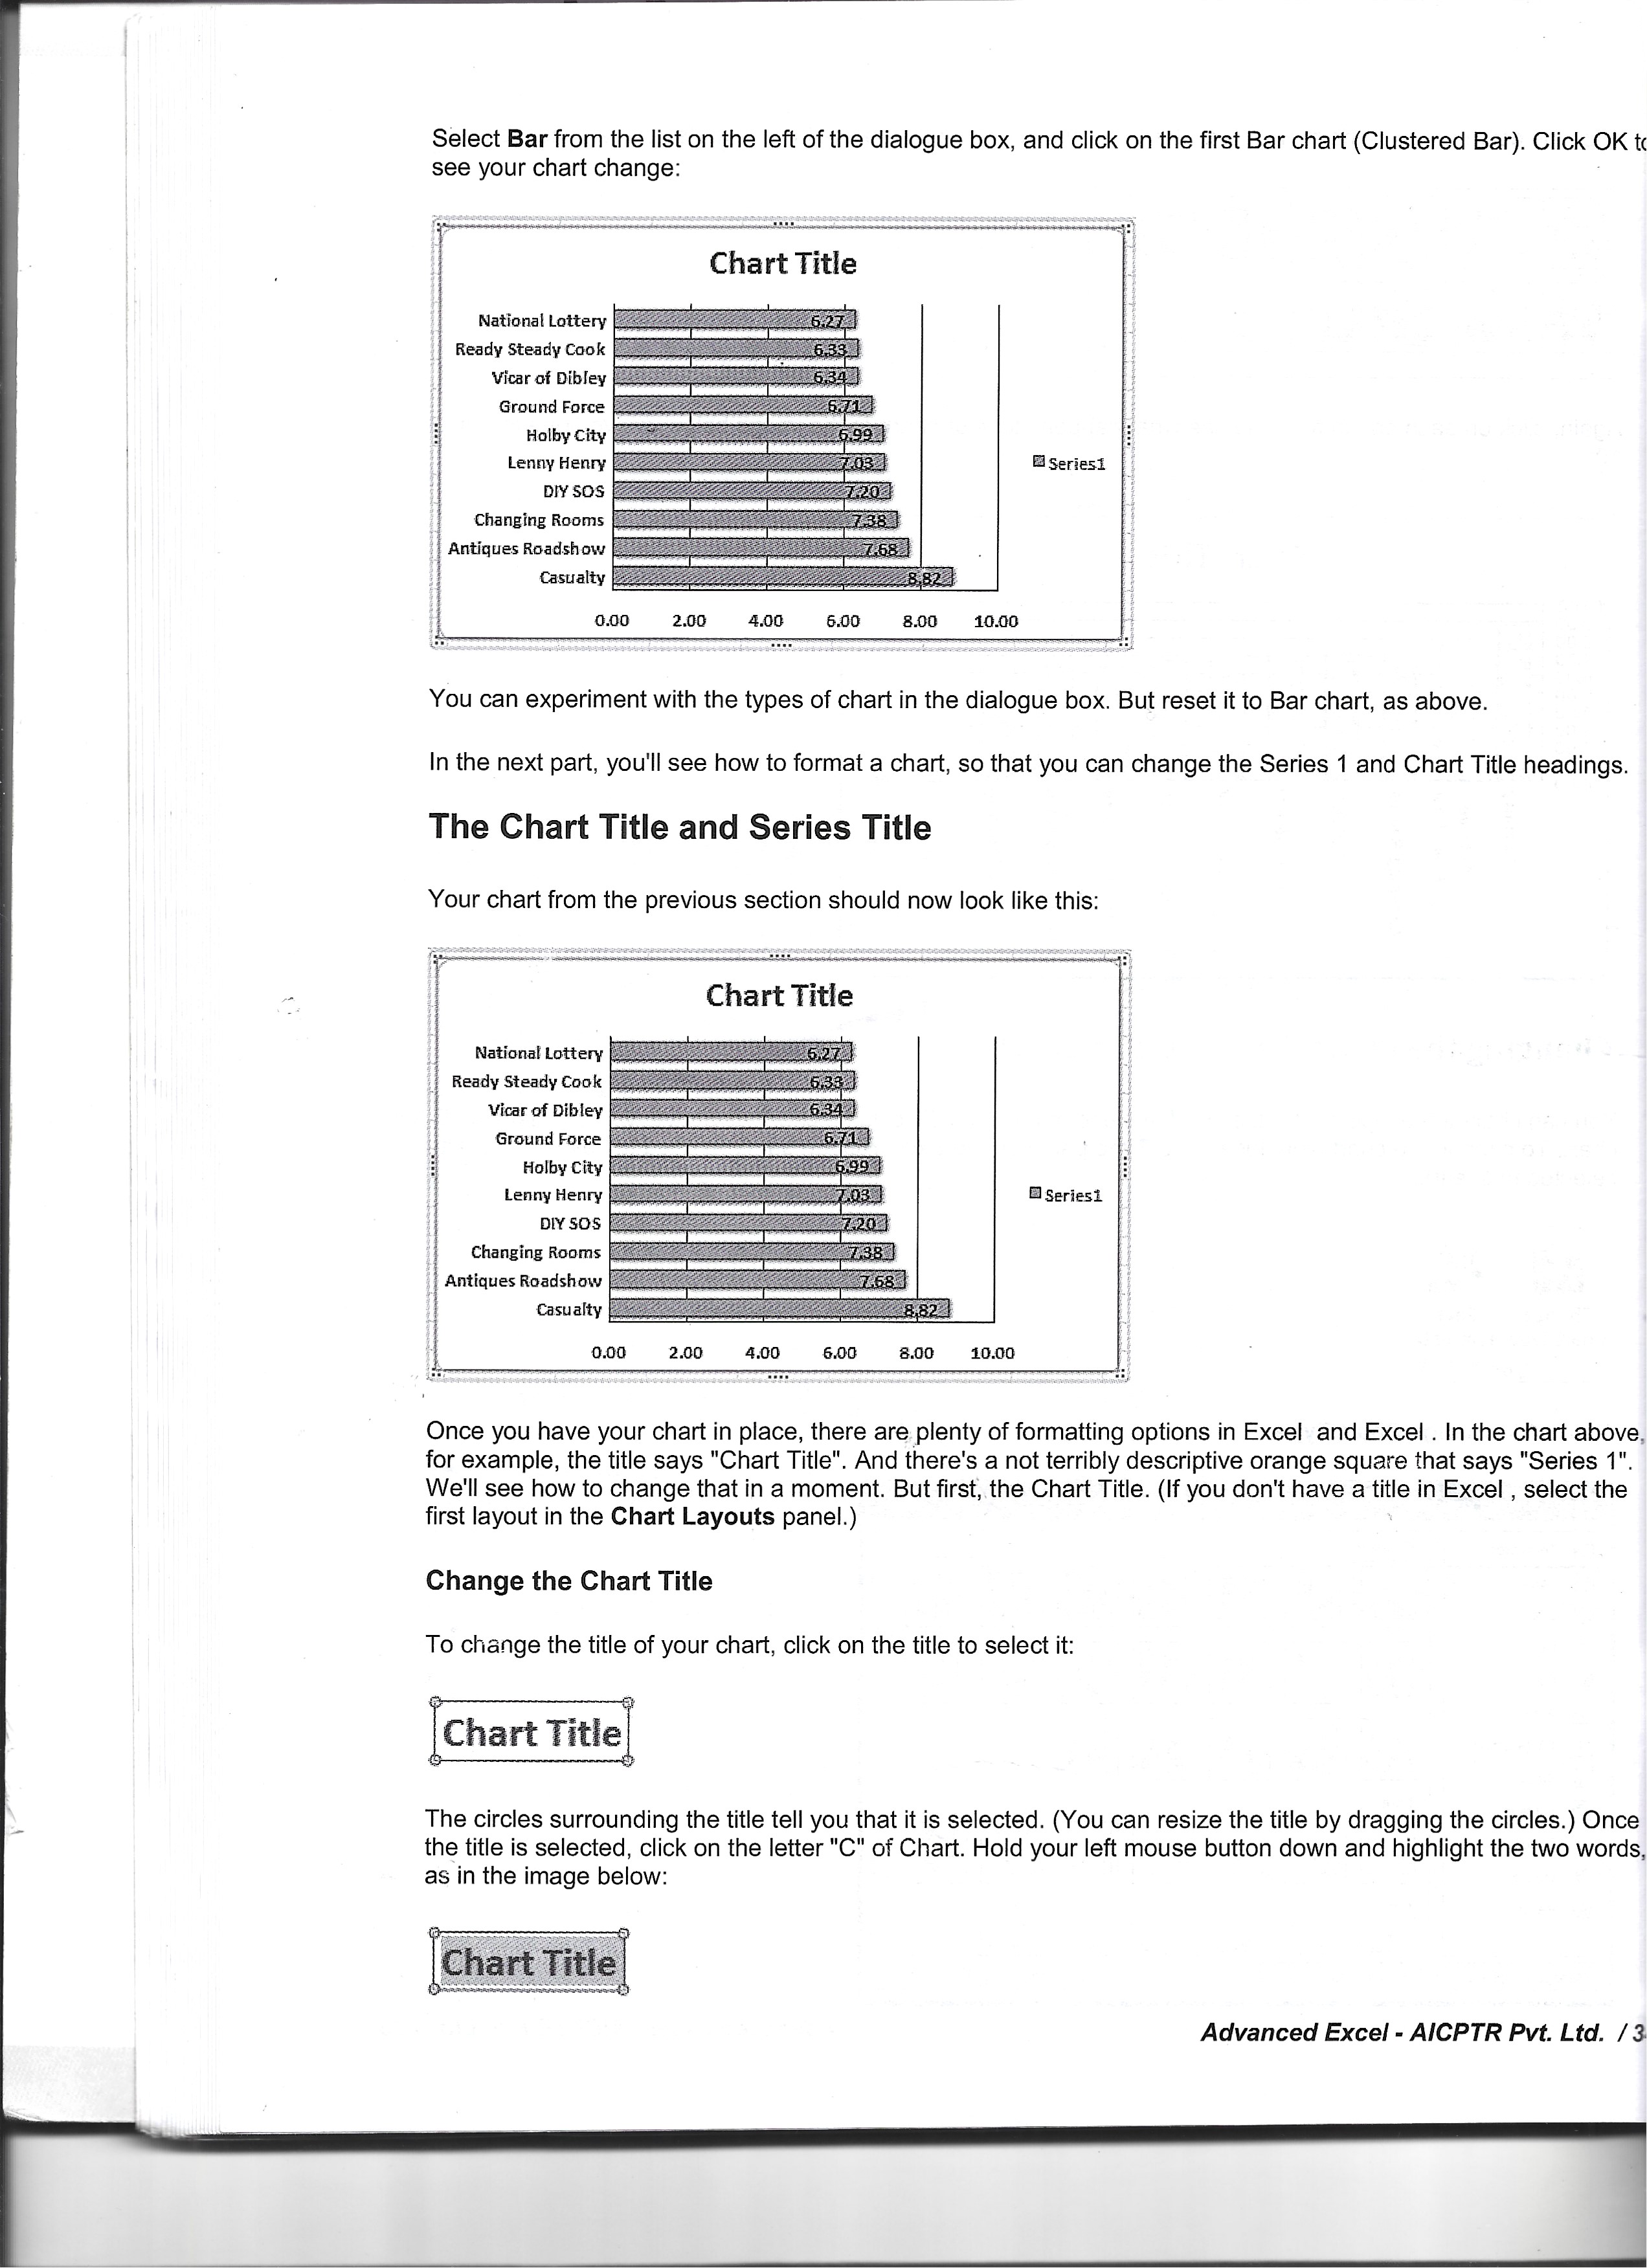 Select Bar from the list on the left of the dialogue box, and click on the first Bar chart (Clustered Bar). Click OK
see your chart change:
Chart Title
National Lottery 6.27
Ready Steady Cook 6.33
Vicar of Dibley 6.34
Ground Force 6.71
Holby City 6.99
Lenny Henry 7.03
Series1
DIY SOS 7.20
Changing Rooms 7.38
Antiques Roadshow 7.68
Casualty 8.82
0.00 2.00 4.00 6.00 8.00 10.00
You can experiment with the types of chart in the dialogue box. But reset it to Bar chart, as above.
In the next part, you'll see how to format a chart, so that you can change the Series 1 and Chart Title headings.
The Chart Title and Series Title
Your chart from the previous section should now look like this:
Chart Title
National Lottery 6.27
Ready Steady Cook 6.33
Vicar of Dibley 6.34
Ground Force 6.71
Holby City 6.99
Lenny Henry 7.03
Series1
DIY SOS 7.20
Changing Rooms 7.38
Antiques Roadshow 7.68
Casualty 8.82
0.00 2.00 4.00 6.00 8.00 10.00
Once you have your chart in place, there are plenty of formatting options in Excel and Excel . In the chart above,
for example, the title says "Chart Title". And there's a not terribly descriptive orange square that says "Series 1".
We'll see how to change that in a moment. But first, the Chart Title. (If you don't have a title in Excel , select the
first layout in the Chart Layouts panel.)
Change the Chart Title
To change the title of your chart, click on the title to select it:
Chart Title
The circles surrounding the title tell you that it is selected. (You can resize the title by dragging the circles.) Once
the title is selected, click on the letter "C" of Chart. Hold your left mouse button down and highlight the two words,
as in the image below:
Chart Title
Advanced Excel - AICPTR Pvt. Ltd. /